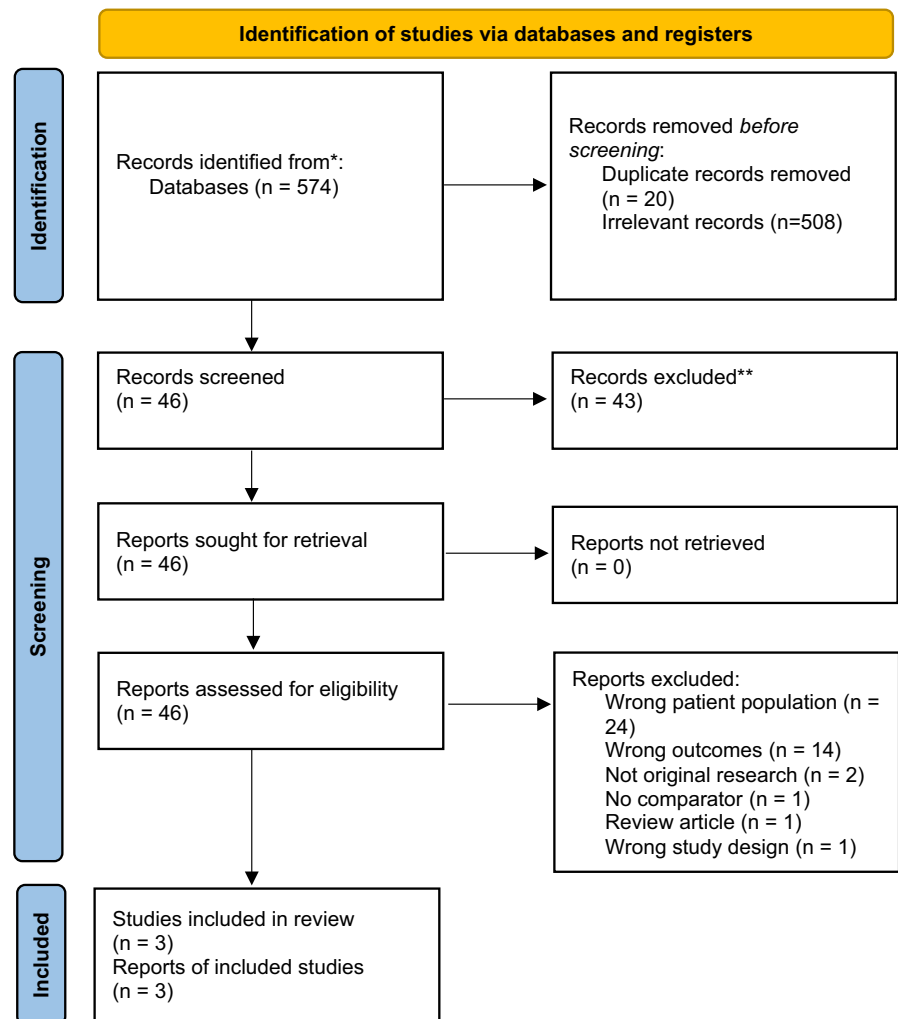 Identification of studies via databases and registers
Identification
Records identified from*:
Databases (n = 574)
Records removed before
screening:
Duplicate records removed
(n = 20)
Irrelevant records (n=508)
Screening
Records screened
(n = 46)
Records excluded**
(n = 43)
Reports sought for retrieval
(n = 46)
Reports not retrieved
(n = 0)
Reports assessed for eligibility
(n = 46)
Reports excluded:
Wrong patient population (n =
24)
Wrong outcomes (n = 14)
Not original research (n = 2)
No comparator (n = 1)
Review article (n = 1)
Wrong study design (n = 1)
Included
Studies included in review
(n = 3)
Reports of included studies
(n = 3)